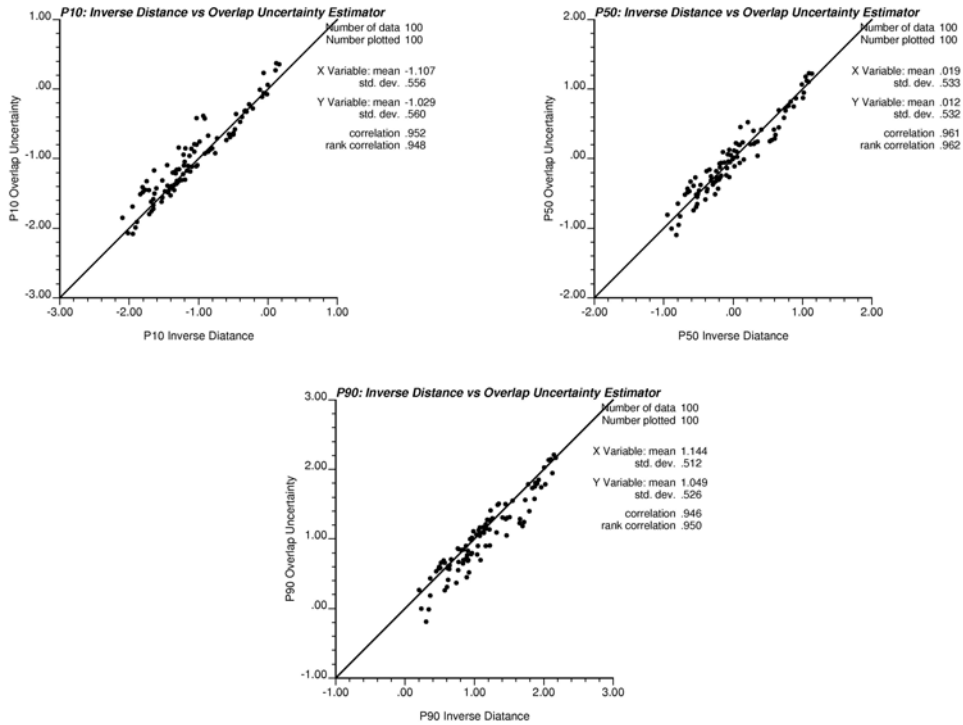 P10: Inverse Distance vs Overlap Uncertainty Estimator
Number of data 100
Number plotted 100
X Variable: mean -1.107
std. dev. .556
Y Variable: mean -1.029
std. dev. .560
correlation .952
rank correlation .948
P10 Overlap Uncertainty
1.00
.00
-1.00
-2.00
-3.00
-3.00 -2.00 -1.00 .00 1.00
P10 Inverse Diatance
P50: Inverse Distance vs Overlap Uncertainty Estimator
Number of data 100
Number plotted 100
X Variable: mean .019
std. dev. .533
Y Variable: mean .012
std. dev. .532
correlation .961
rank correlation .962
P50 Overlap Uncertainty
2.00
1.00
.00
-1.00
-2.00
-2.00 -1.00 .00 1.00 2.00
P50 Inverse Diatance
P90: Inverse Distance vs Overlap Uncertainty Estimator
Number of data 100
Number plotted 100
X Variable: mean 1.144
std. dev. .512
Y Variable: mean 1.049
std. dev. .526
correlation .946
rank correlation .950
P90 Overlap Uncertainty
3.00
2.00
1.00
.00
-1.00
-1.00 .00 1.00 2.00 3.00
P90 Inverse Diatance